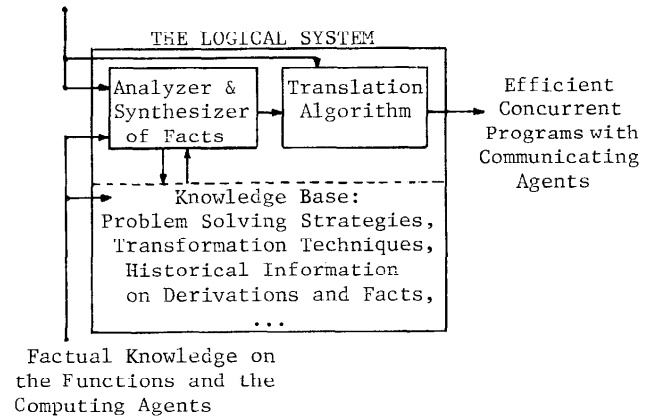 THE LOGICAL SYSTEM
Analyzer &
Synthesizer
of Facts
Translation
Algorithm
Efficient
Concurrent
Programs with
Communicating
Agents
Knowledge Base:
Problem Solving Strategies,
Transformation Techniques,
Historical Information
on Derivations and Facts,
...
Factual Knowledge on
the Functions and the
Computing Agents